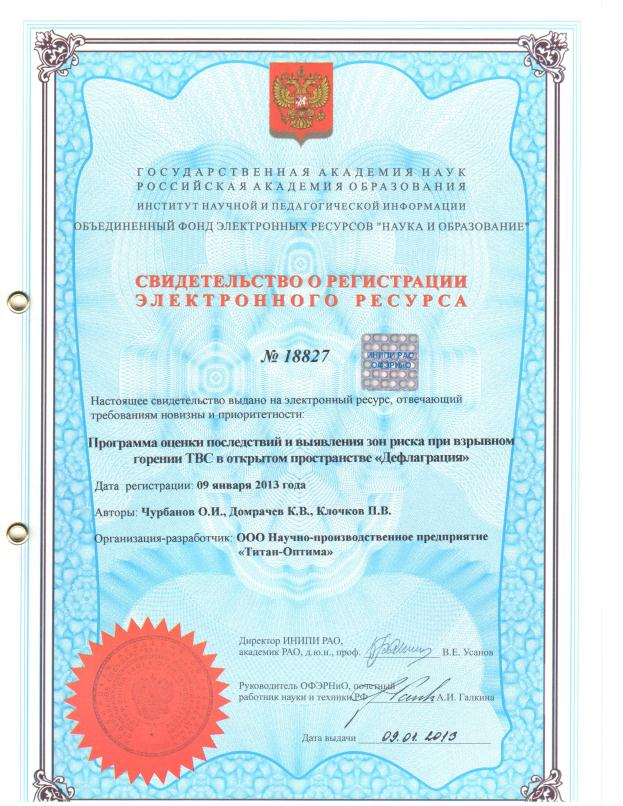 ГОСУДАРСТВЕННАЯ АКАДЕМИЯ НАУК
РОССИЙСКАЯ АКАДЕМИЯ ОБРАЗОВАНИЯ
ИНСТИТУТ НАУЧНОЙ И ПЕДАГОГИЧЕСКОЙ ИНФОРМАЦИИ
ОБЪЕДИНЕННЫЙ ФОНД ЭЛЕКТРОННЫХ РЕСУРСОВ "НАУКА И ОБРАЗОВАНИЕ"
СВИДЕТЕЛЬСТВО О РЕГИСТРАЦИИ
ЭЛЕКТРОННОГО РЕСУРСА
№ 18827
ИНИПИ РАО
ОФЭРНиО
Настоящее свидетельство выдано на электронный ресурс, отвечающий
требованиям новизны и приоритетности:
Программа оценки последствий и выявления зон риска при взрывном
горении ТВС в открытом пространстве «Дефлаграция»
Дата регистрации: 09 января 2013 года
Авторы: Чурбанов О.И., Домрачев К.В., Клочков П.В.
Организация-разработчик: ООО Научно-производственное предприятие
«Титан-Оптима»
Директор ИНИПИ РАО,
академик РАО, д.ю.н., проф. В.Е. Усанов
Руководитель ОФЭРНиО, почетный
работник науки и техники РФ А.И. Галкина
Дата выдачи 09.01.2013